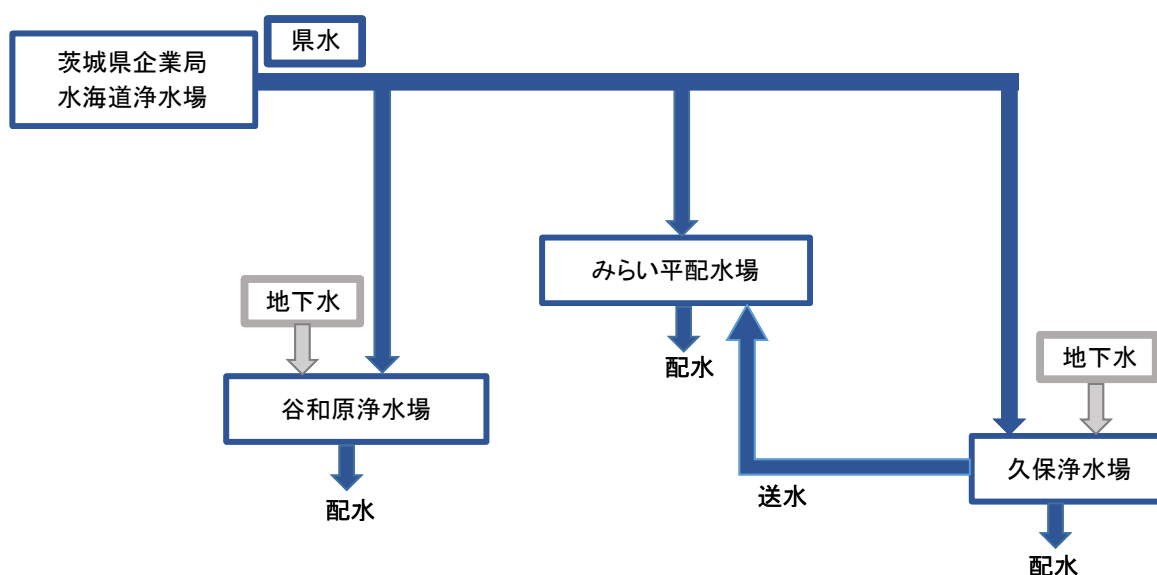 県水
茨城県企業局
水海道浄水場
みらい平配水場
地下水
配水
地下水
谷和原浄水場
久保浄水場
送水
配水
配水